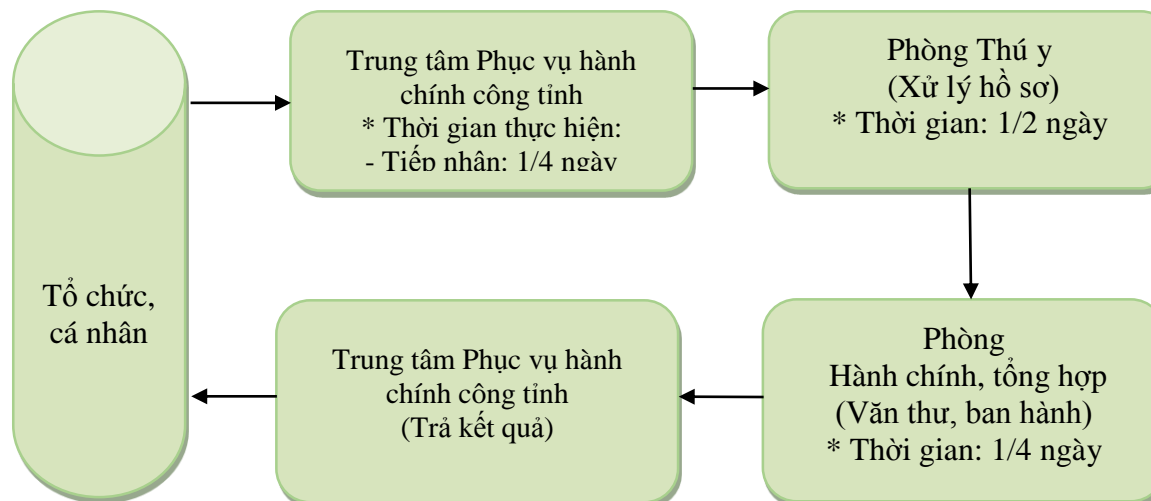 Trung tâm Phục vụ hành
chính công tỉnh
* Thời gian thực hiện:
- Tiếp nhận: 1/4 ngày
Phòng Thú y
(Xử lý hồ sơ)
* Thời gian: 1/2 ngày
Tổ chức,
cá nhân
Trung tâm Phục vụ hành
chính công tỉnh
(Trả kết quả)
Phòng
Hành chính, tổng hợp
(Văn thư, ban hành)
* Thời gian: 1/4 ngày